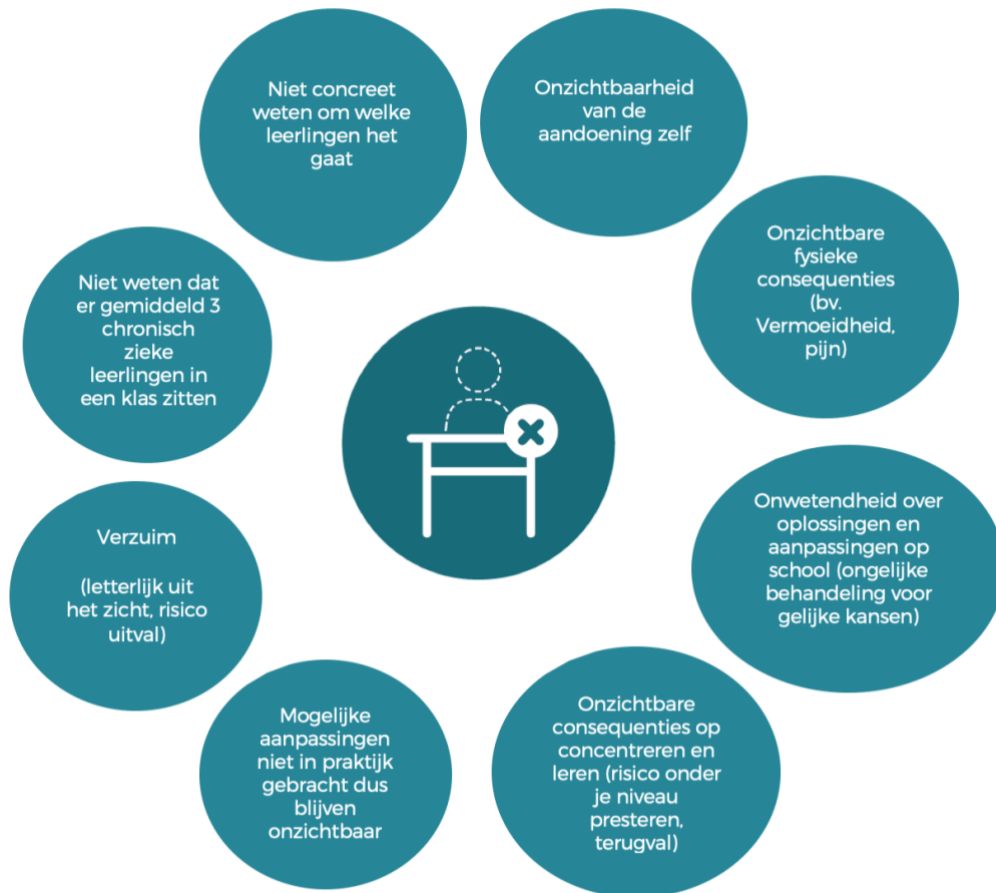 Niet concreet
weten om welke
leerlingen het
gaat
Onzichtbaarheid
van de
aandoening zelf
Onzichtbare
fysieke
consequenties
(bv.
Vermoeidheid,
pijn)
Onwetendheid over
oplossingen en
aanpassingen op
school (ongelijke
behandeling voor
gelijke kansen)
Onzichtbare
consequenties op
concentreren en
leren (risico onder
je niveau
presteren,
terugval)
Mogelijke
aanpassingen
niet in praktijk
gebracht dus
blijven
onzichtbaar
Verzuim
(letterlijk uit
het zicht, risico
uitval)
Niet weten dat
er gemiddeld 3
chronisch
zieke
leerlingen in
een klas zitten